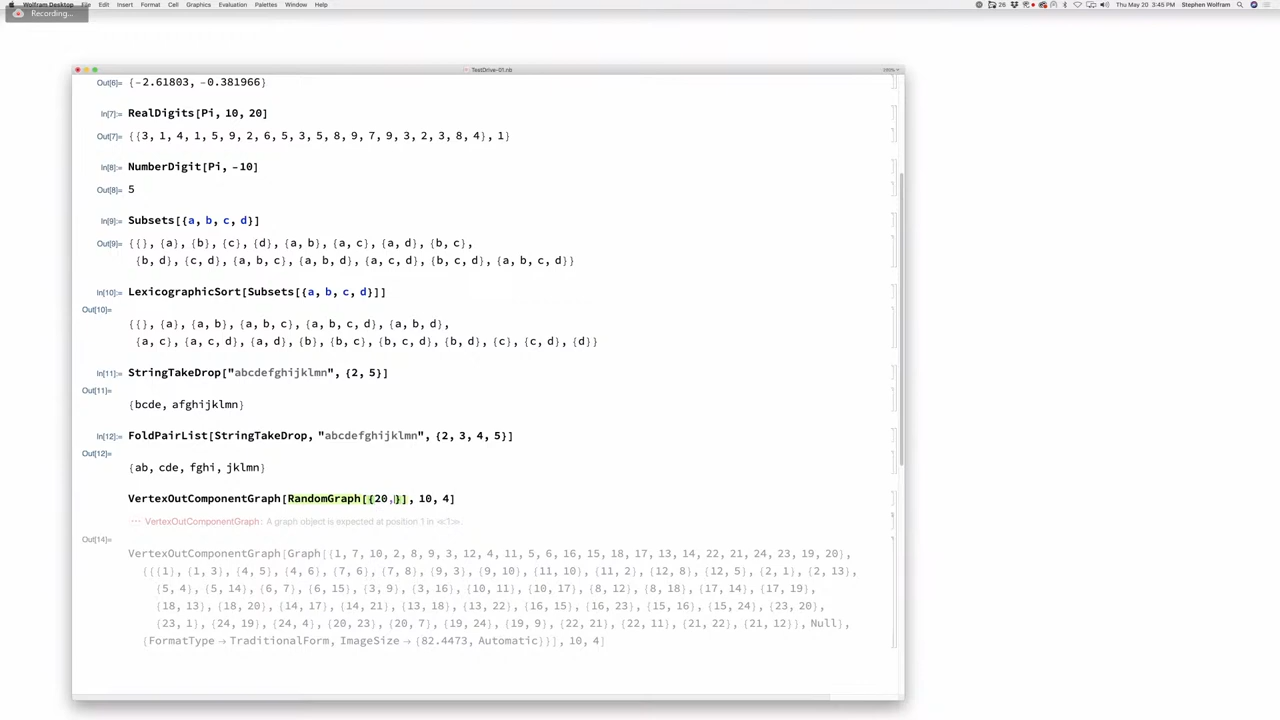 Wolfram Desktop File Edit Insert Format Cell Graphics Evaluation Palettes Window Help
Recording...
26 Thu May 20 3:45 PM Stephen Wolfram
TestDrive-01.nb
Out[6]= {-2.61803, -0.381966}
In[7]:= RealDigits[Pi, 10, 20]
Out[7]= {{3, 1, 4, 1, 5, 9, 2, 6, 5, 3, 5, 8, 9, 7, 9, 3, 2, 3, 8, 4}, 1}
In[8]:= NumberDigit[Pi, -10]
Out[8]= 5
In[9]:= Subsets[{a, b, c, d}]
Out[9]= {{}, {a}, {b}, {c}, {d}, {a, b}, {a, c}, {a, d}, {b, c},
{b, d}, {c, d}, {a, b, c}, {a, b, d}, {a, c, d}, {b, c, d}, {a, b, c, d}}
In[10]:= LexicographicSort[Subsets[{a, b, c, d}]]
Out[10]=
{{}, {a}, {a, b}, {a, b, c}, {a, b, c, d}, {a, b, d},
{a, c}, {a, c, d}, {a, d}, {b}, {b, c}, {b, c, d}, {b, d}, {c}, {c, d}, {d}}
In[11]:= StringTakeDrop["abcdefghijklmn", {2, 5}]
Out[11]=
{bcde, afghijklmn}
In[12]:= FoldPairList[StringTakeDrop, "abcdefghijklmn", {2, 3, 4, 5}]
Out[12]=
{ab, cde, fghi, jklmn}
VertexOutComponentGraph[RandomGraph[{20,}], 10, 4]
··· VertexOutComponentGraph: A graph object is expected at position 1 in ≪1≫.
Out[14]=
VertexOutComponentGraph[Graph[{1, 7, 10, 2, 8, 9, 3, 12, 4, 11, 5, 6, 16, 15, 18, 17, 13, 14, 22, 21, 24, 23, 19, 20},
{{{1}, {1, 3}, {4, 5}, {4, 6}, {7, 6}, {7, 8}, {9, 3}, {9, 10}, {11, 10}, {11, 2}, {12, 8}, {12, 5}, {2, 1}, {2, 13},
{5, 4}, {5, 14}, {6, 7}, {6, 15}, {3, 9}, {3, 16}, {10, 11}, {10, 17}, {8, 12}, {8, 18}, {17, 14}, {17, 19},
{18, 13}, {18, 20}, {14, 17}, {14, 21}, {13, 18}, {13, 22}, {16, 15}, {16, 23}, {15, 16}, {15, 24}, {23, 20},
{23, 1}, {24, 19}, {24, 4}, {20, 23}, {20, 7}, {19, 24}, {19, 9}, {22, 21}, {22, 11}, {21, 22}, {21, 12}}, Null},
{FormatType → TraditionalForm, ImageSize → {82.4473, Automatic}}], 10, 4]